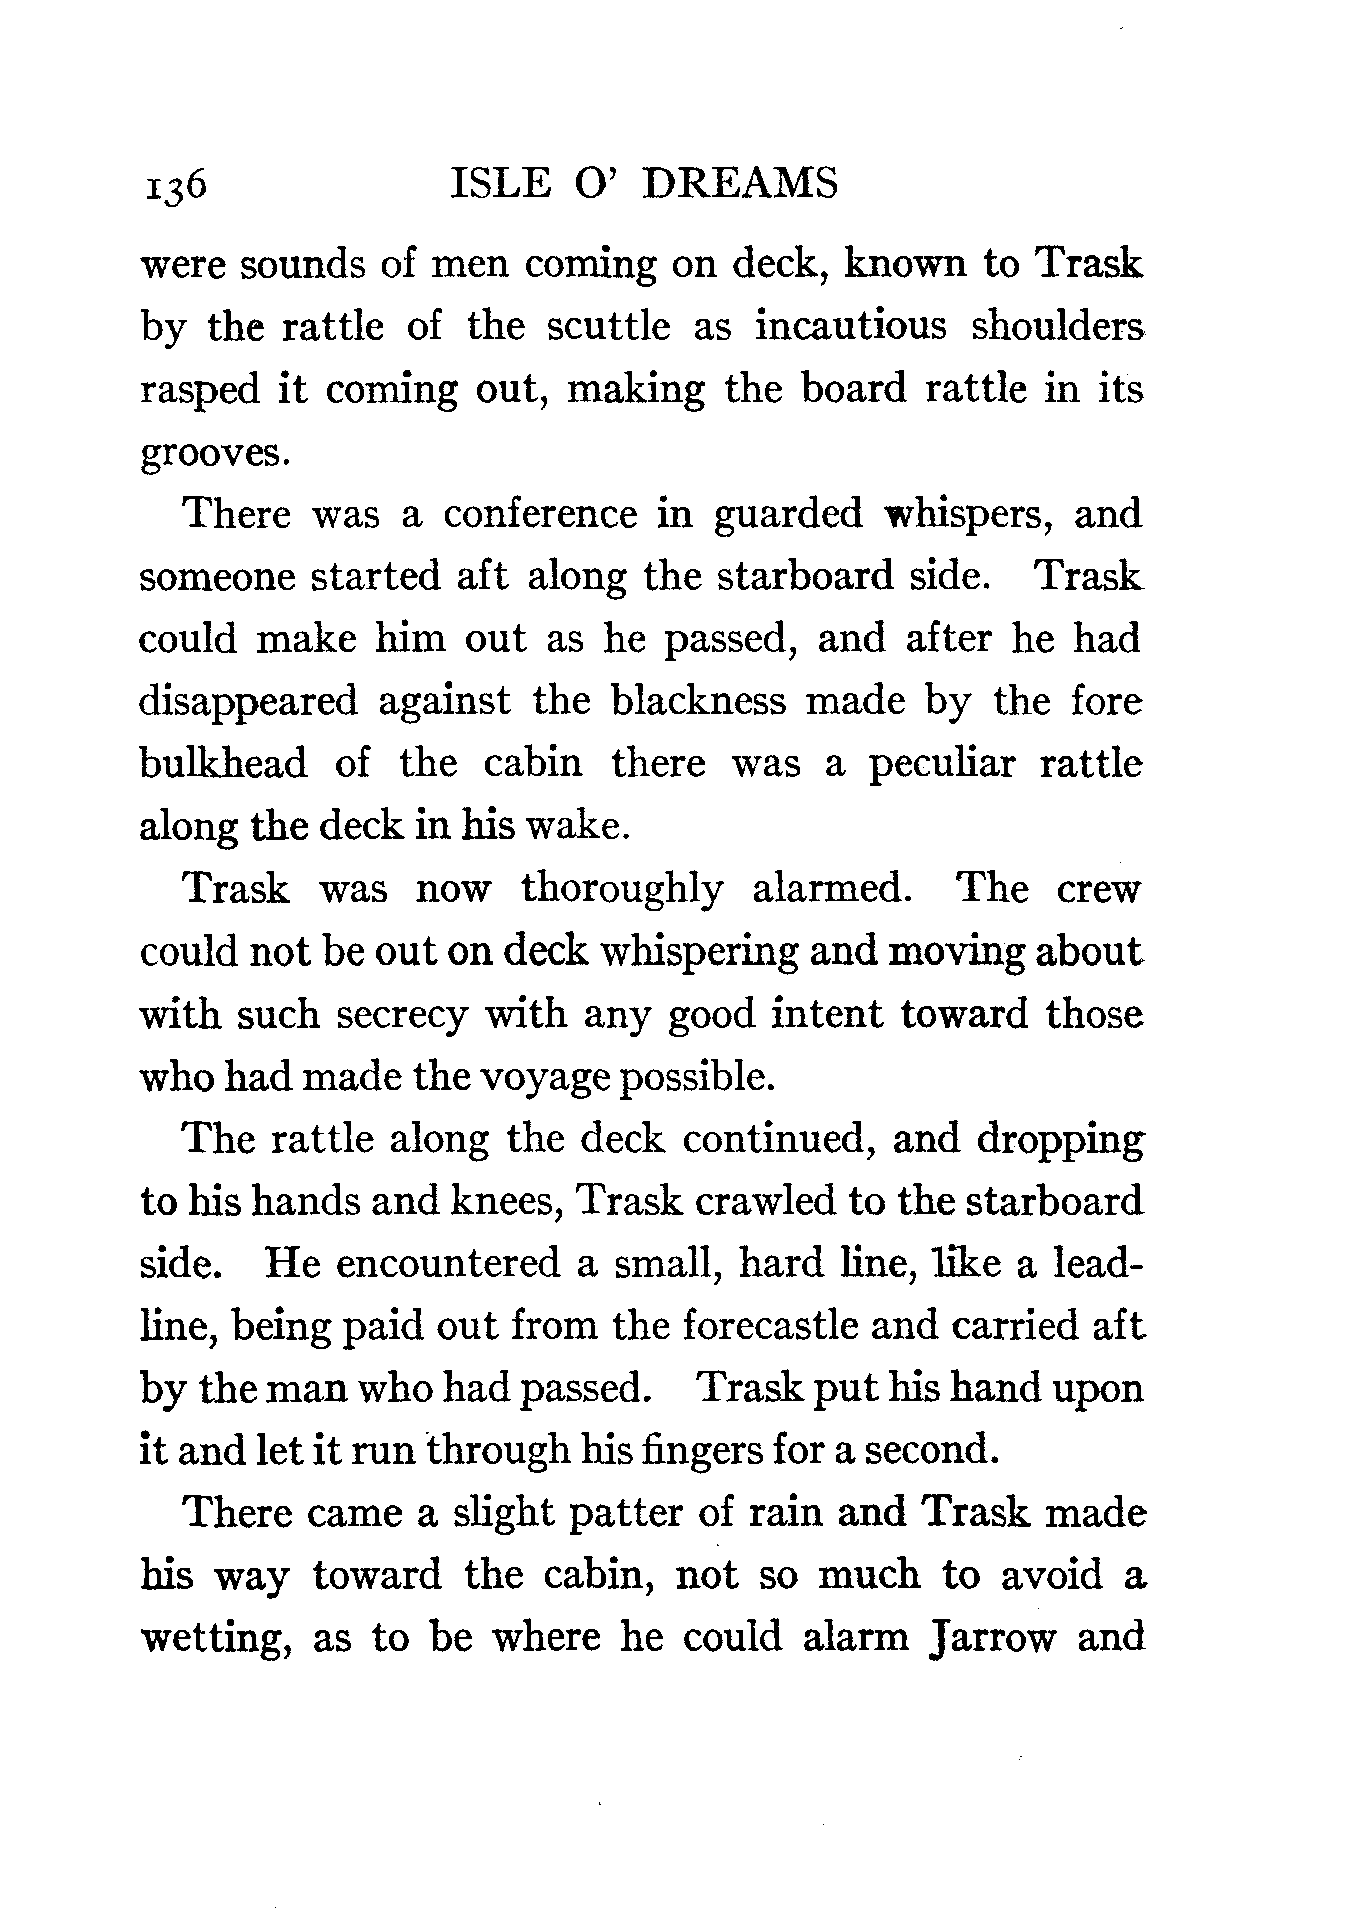 136 ISLE O' DREAMS
were sounds of men coming on deck, known to Trask
by the rattle of the scuttle as incautious shoulders
rasped it coming out, making the board rattle in its
grooves.
There was a conference in guarded whispers, and
someone started aft along the starboard side. Trask
could make him out as he passed, and after he had
disappeared against the blackness made by the fore
bulkhead of the cabin there was a peculiar rattle
along the deck in his wake.
Trask was now thoroughly alarmed. The crew
could not be out on deck whispering and moving about
with such secrecy with any good intent toward those
who had made the voyage possible.
The rattle along the deck continued, and dropping
to his hands and knees, Trask crawled to the starboard
side. He encountered a small, hard line, like a lead-
line, being paid out from the forecastle and carried aft
by the man who had passed. Trask put his hand upon
it and let it run through his fingers for a second.
There came a slight patter of rain and Trask made
his way toward the cabin, not so much to avoid a
wetting, as to be where he could alarm Jarrow and